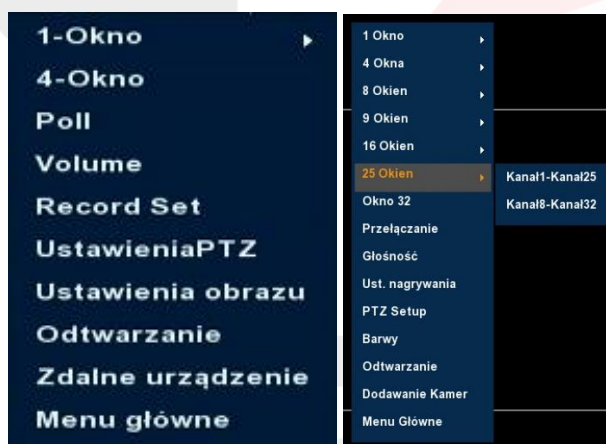 1-Okno
4-Okno
Poll
Volume
Record Set
UstawieniaPTZ
Ustawienia obrazu
Odtwarzanie
Zdalne urządzenie
Menu główne
1 Okno
4 Okna
8 Okien
9 Okien
16 Okien
25 Okien
Kanał1-Kanał25
Kanał8-Kanał32
Okno 32
Przełączanie
Głośność
Ust. nagrywania
PTZ Setup
Barwy
Odtwarzanie
Dodawanie Kamer
Menu Główne